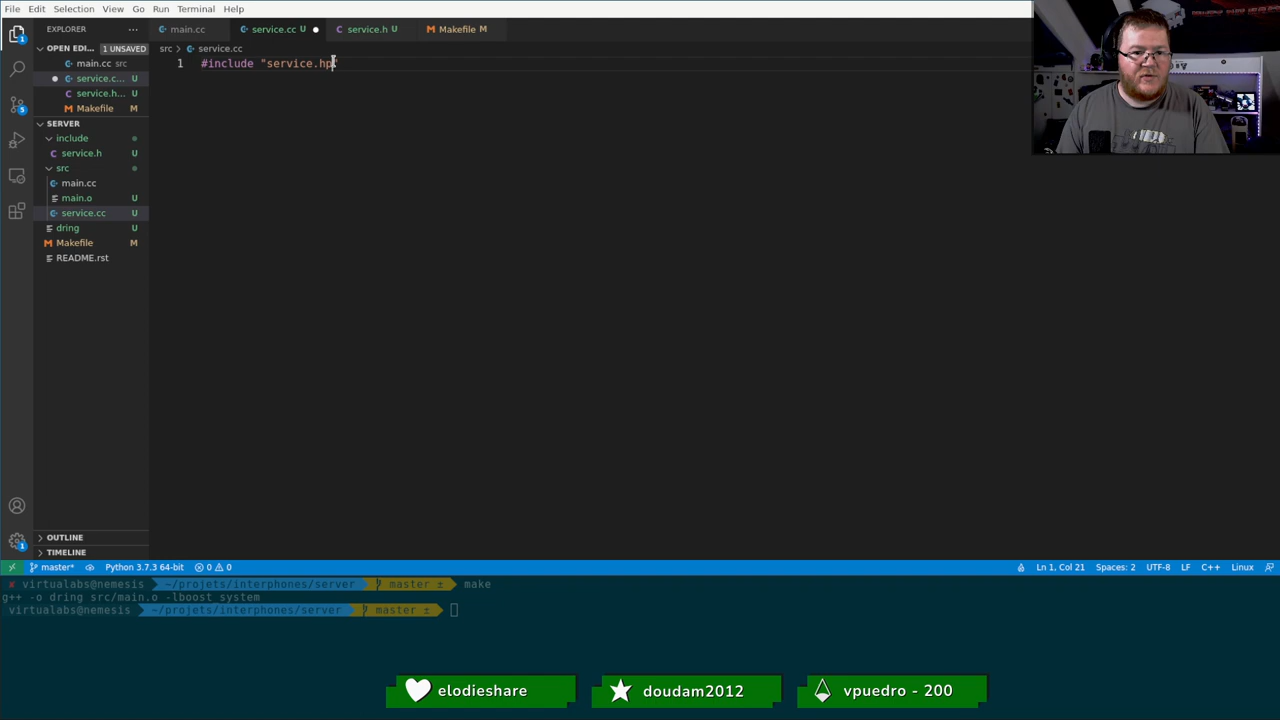 File Edit Selection View Go Run Terminal Help
EXPLORER ···
main.cc
service.cc U ●
service.h U
Makefile M
OPEN EDI... 1 UNSAVED
main.cc src
● service.c... U
service.h... U
Makefile M
SERVER
include
service.h U
src
main.cc
main.o U
service.cc U
dring U
Makefile M
README.rst
OUTLINE
TIMELINE
src > service.cc
1 #include "service.hp"
master* Python 3.7.3 64-bit 0 0
Ln 1, Col 21 Spaces: 2 UTF-8 LF C++ Linux
✘ virtualabs@nemesis ~/projets/interphones/server master ± make
g++ -o dring src/main.o -lboost_system
virtualabs@nemesis ~/projets/interphones/server master ±
elodieshare
doudam2012
vpuedro - 200